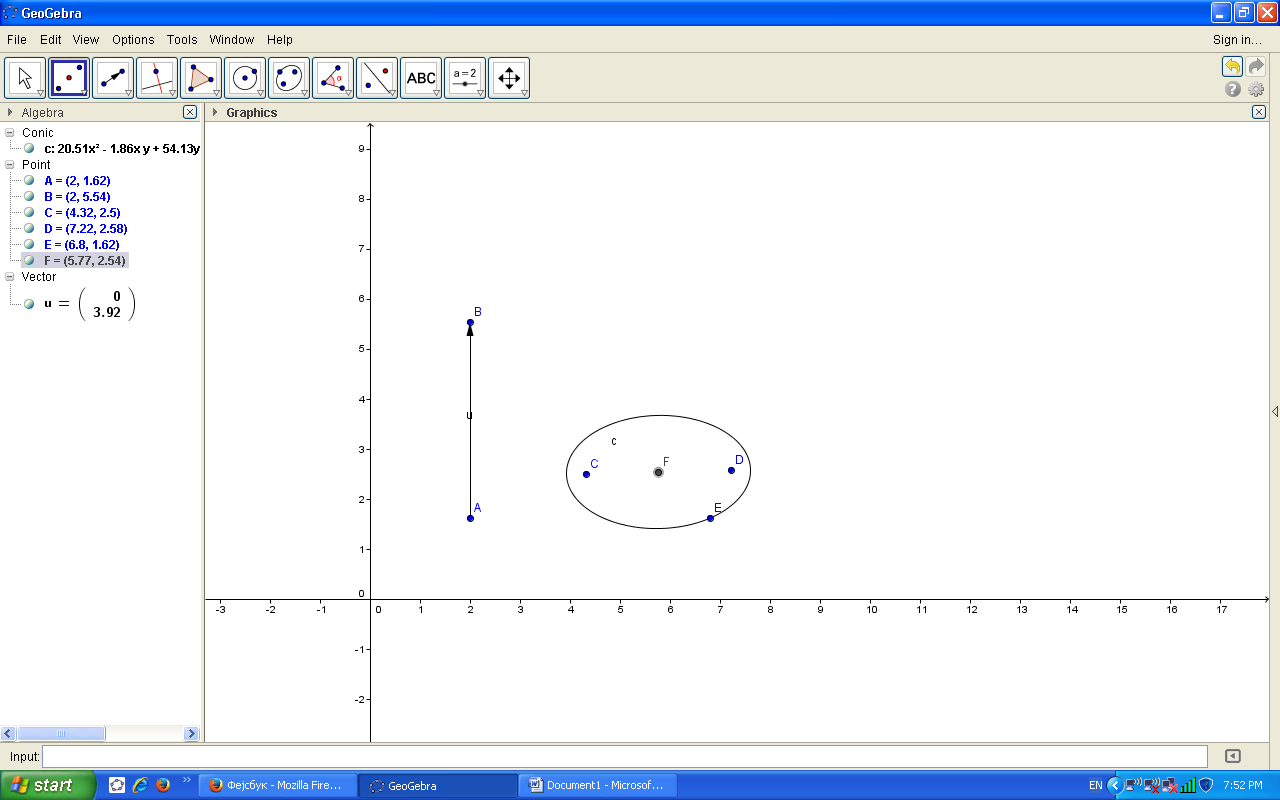 GeoGebra
File Edit View Options Tools Window Help Sign in...
α ABC a=2
Algebra
Graphics
Conic
c: 20.51x² - 1.86x y + 54.13y
Point
A = (2, 1.62)
B = (2, 5.54)
C = (4.32, 2.5)
D = (7.22, 2.58)
E = (6.8, 1.62)
F = (5.77, 2.54)
Vector
u = ( 0
3.92 )
9
8
7
6
B
5
4
u
c
3
C F D
2
A E
1
0
-3 -2 -1 0 1 2 3 4 5 6 7 8 9 10 11 12 13 14 15 16 17
-1
-2
Input:
start Фејсбук - Mozilla Fire... GeoGebra Document1 - Microsof... EN 7:52 PM